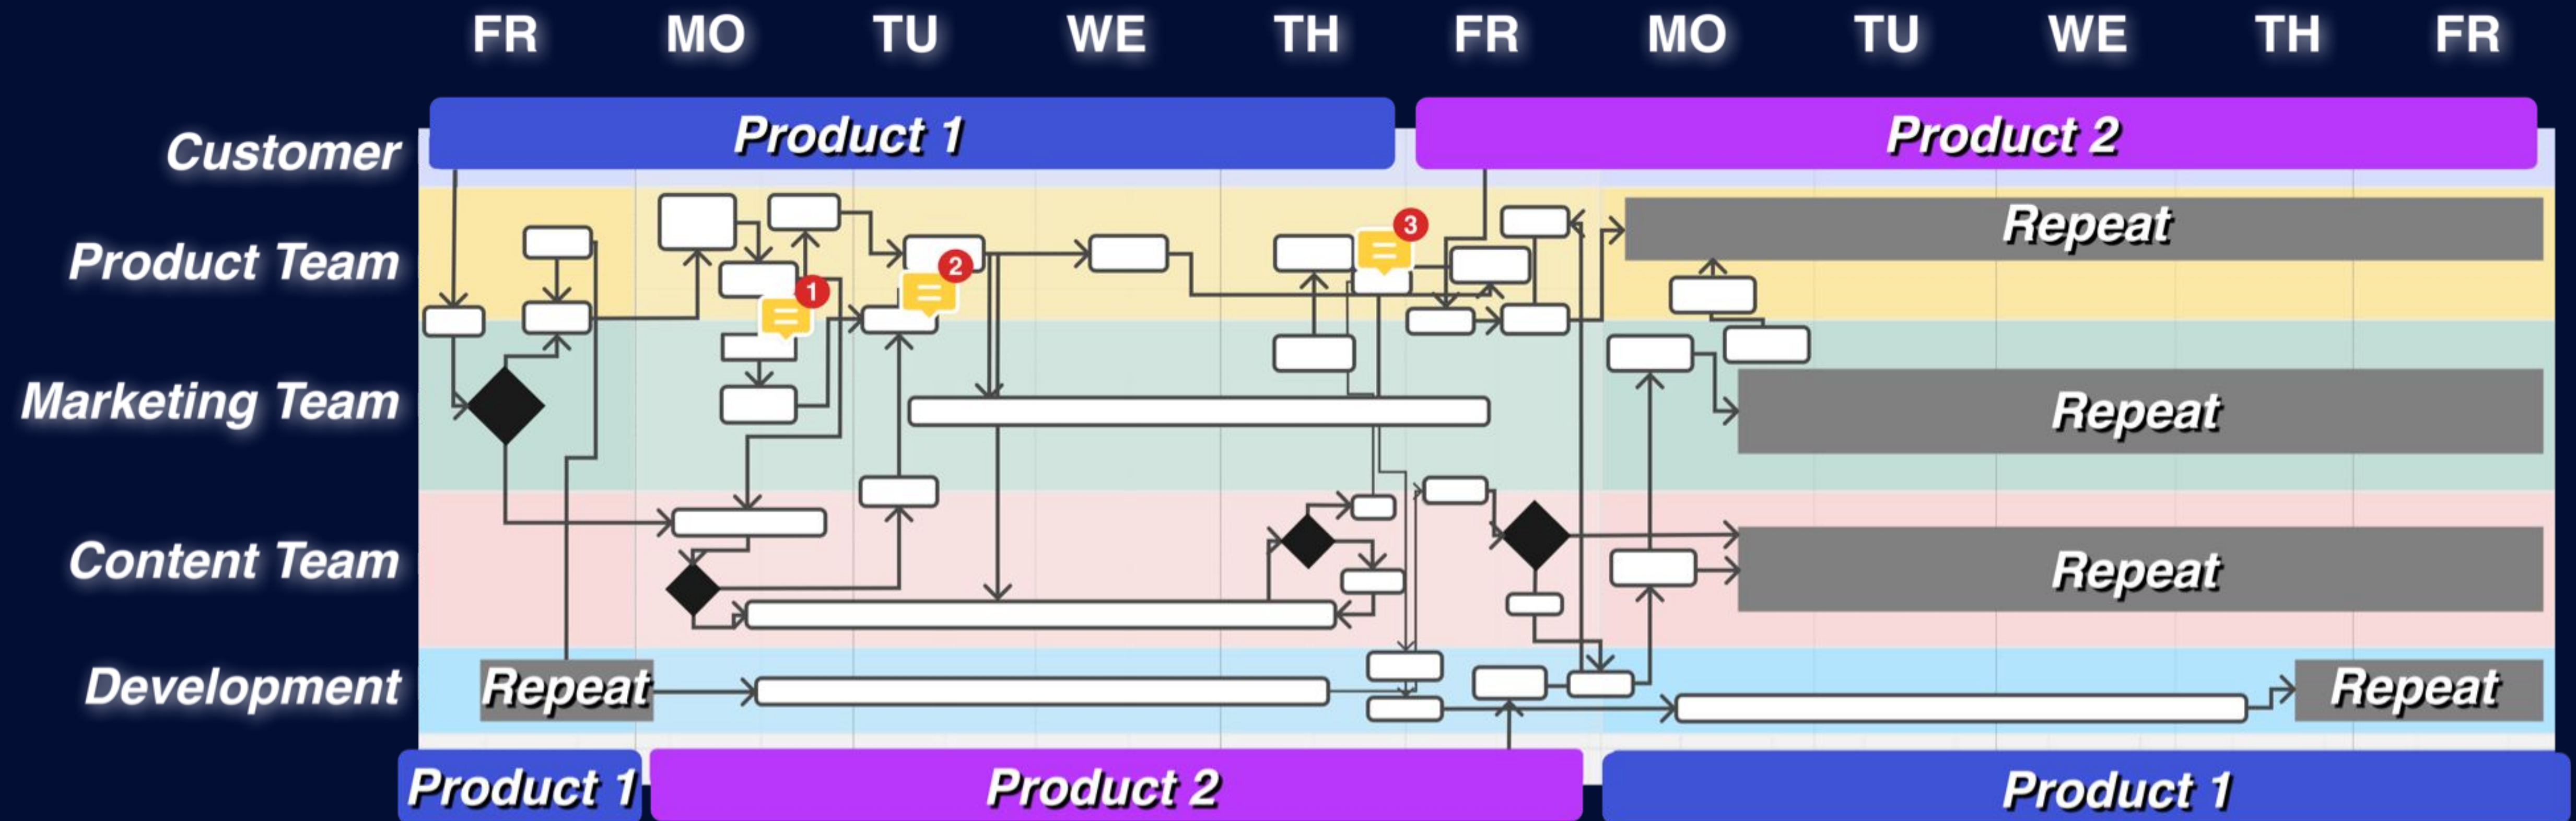 FR MO TU WE TH FR MO TU WE TH FR
Product 1 Product 2
Customer
3
Repeat
Product Team
2
1
Marketing Team
Repeat
Content Team
Repeat
Development
Repeat Repeat
Product 1 Product 2 Product 1